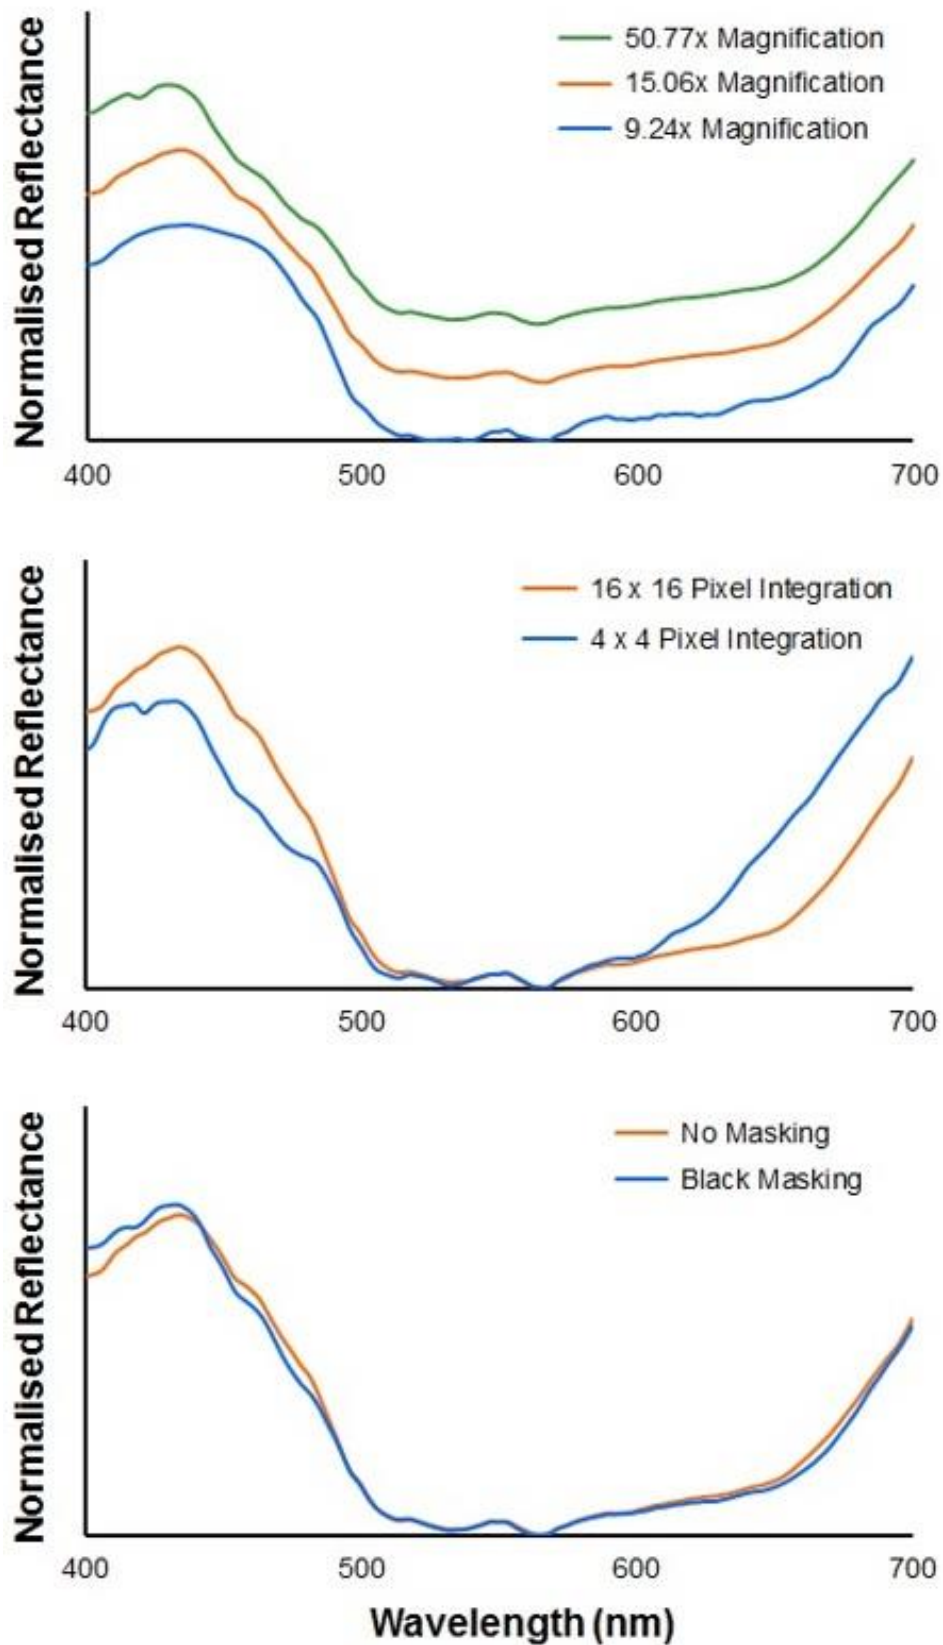 Normalised Reflectance
50.77x Magnification
15.06x Magnification
9.24x Magnification
400 500 600 700
Normalised Reflectance
16 x 16 Pixel Integration
4 x 4 Pixel Integration
400 500 600 700
Normalised Reflectance
No Masking
Black Masking
400 500 600 700
Wavelength (nm)